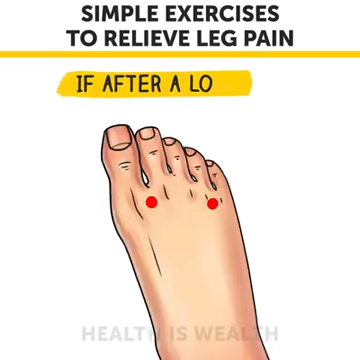 SIMPLE EXERCISES
TO RELIEVE LEG PAIN
IF AFTER A LO
HEALTH IS WEALTH